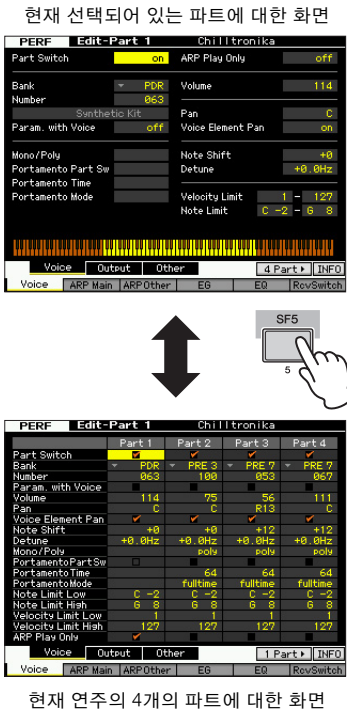 현재 선택되어 있는 파트에 대한 화면
PERF Edit-Part 1 Chilltronika
Part Switch on ARP Play Only off
Bank PDR Volume 114
Number 063
Synthetic Kit Pan C
Param. with Voice off Voice Element Pan on
Mono/Poly Note Shift +0
Portamento Part Sw Detune +0.0Hz
Portamento Time
Portamento Mode Velocity Limit 1 - 127
Note Limit C -2 - G 8
Voice Output Other 4 Part INFO
Voice ARP Main ARP Other EG EQ RcvSwitch
SF5
5
PERF Edit-Part 1 Chilltronika
Part 1 Part 2 Part 3 Part 4
Part Switch
Bank PDR PRE 3 PRE 7 PRE 7
Number 063 100 053 067
Param. with Voice
Volume 114 75 56 111
Pan C C R13 C
Voice Element Pan
Note Shift +0 +0 +12 +12
Detune +0.0Hz +0.0Hz +0.0Hz +0.0Hz
Mono/Poly poly poly poly
PortamentoPartSw
PortamentoTime 64 64 64
PortamentoMode fulltime fulltime fulltime
Note Limit Low C -2 C -2 C -2 C -2
Note Limit High G 8 G 8 G 8 G 8
Velocity Limit Low 1 1 1 1
Velocity Limit High 127 127 127 127
ARP Play Only
Voice Output Other 1 Part INFO
Voice ARP Main ARP Other EG EQ RcvSwitch
현재 연주의 4개의 파트에 대한 화면